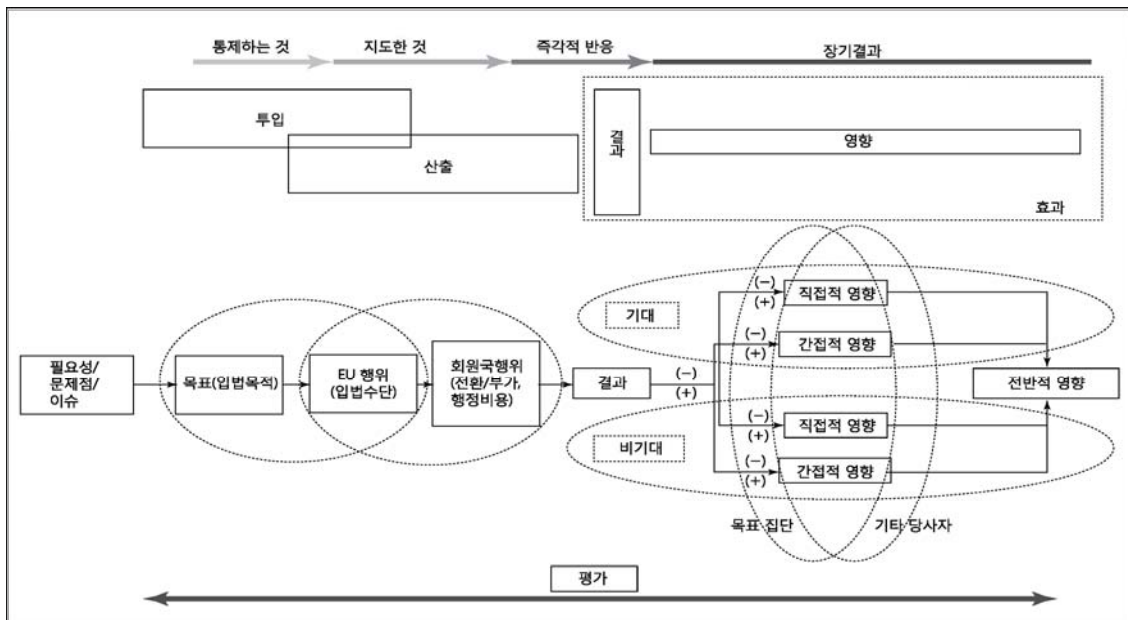 통제하는 것
지도한 것
즉각적 반응
장기결과
투입
산출
결과
영향
효과
기대
(−)
(+)
직접적 영향
(−)
(+)
간접적 영향
필요성/
문제점/
이슈
목표(입법목적)
EU 행위
(입법수단)
회원국행위
(전환/부가,
행정비용)
결과
(−)
(+)
전반적 영향
비기대
(−)
(+)
직접적 영향
(−)
(+)
간접적 영향
목표 집단
기타 당사자
평가